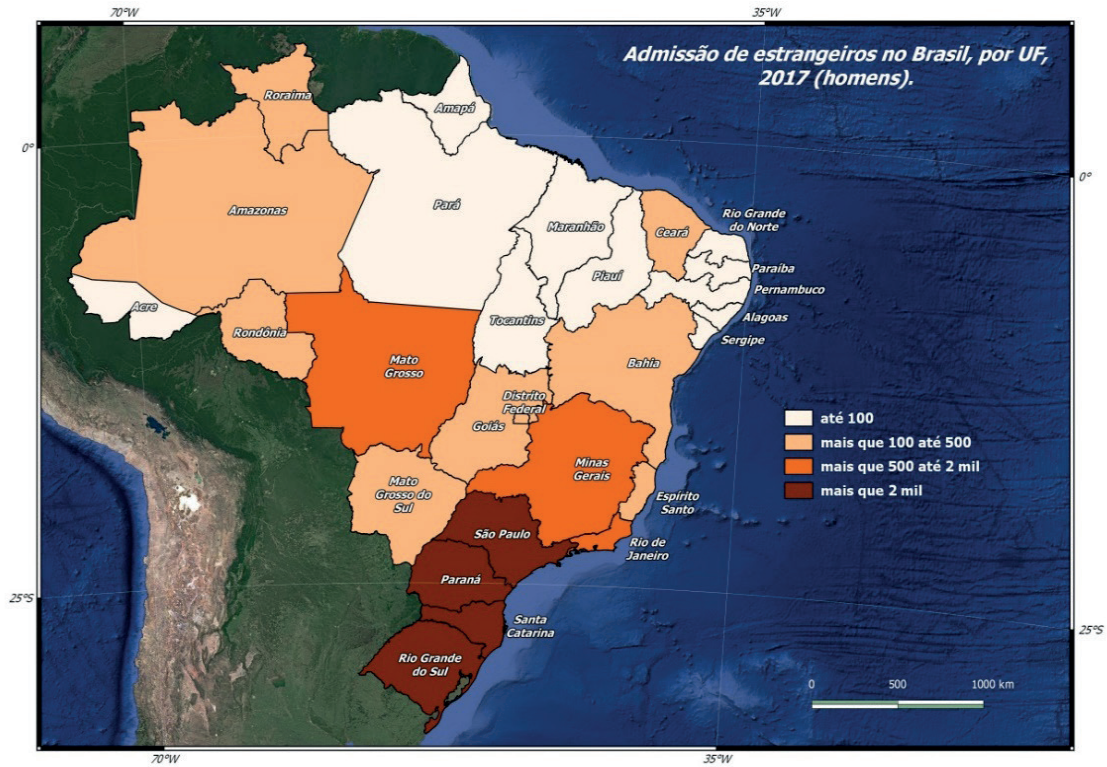 70°W
35°W
Admissão de estrangeiros no Brasil, por UF,
2017 (homens).
Roraima
Amapá
0°
0°
Amazonas
Pará
Maranhão
Ceará
Rio Grande
do Norte
Piauí
Paraíba
Pernambuco
Acre
Rondônia
Tocantins
Alagoas
Sergipe
Mato
Grosso
Bahia
Distrito
Federal
Goiás
até 100
mais que 100 até 500
mais que 500 até 2 mil
mais que 2 mil
Minas
Gerais
Mato
Grosso do
Sul
Espírito
Santo
São Paulo
Rio de
Janeiro
Paraná
25°S
Santa
Catarina
25°S
Rio Grande
do Sul
0 500 1000 km
70°W
35°W